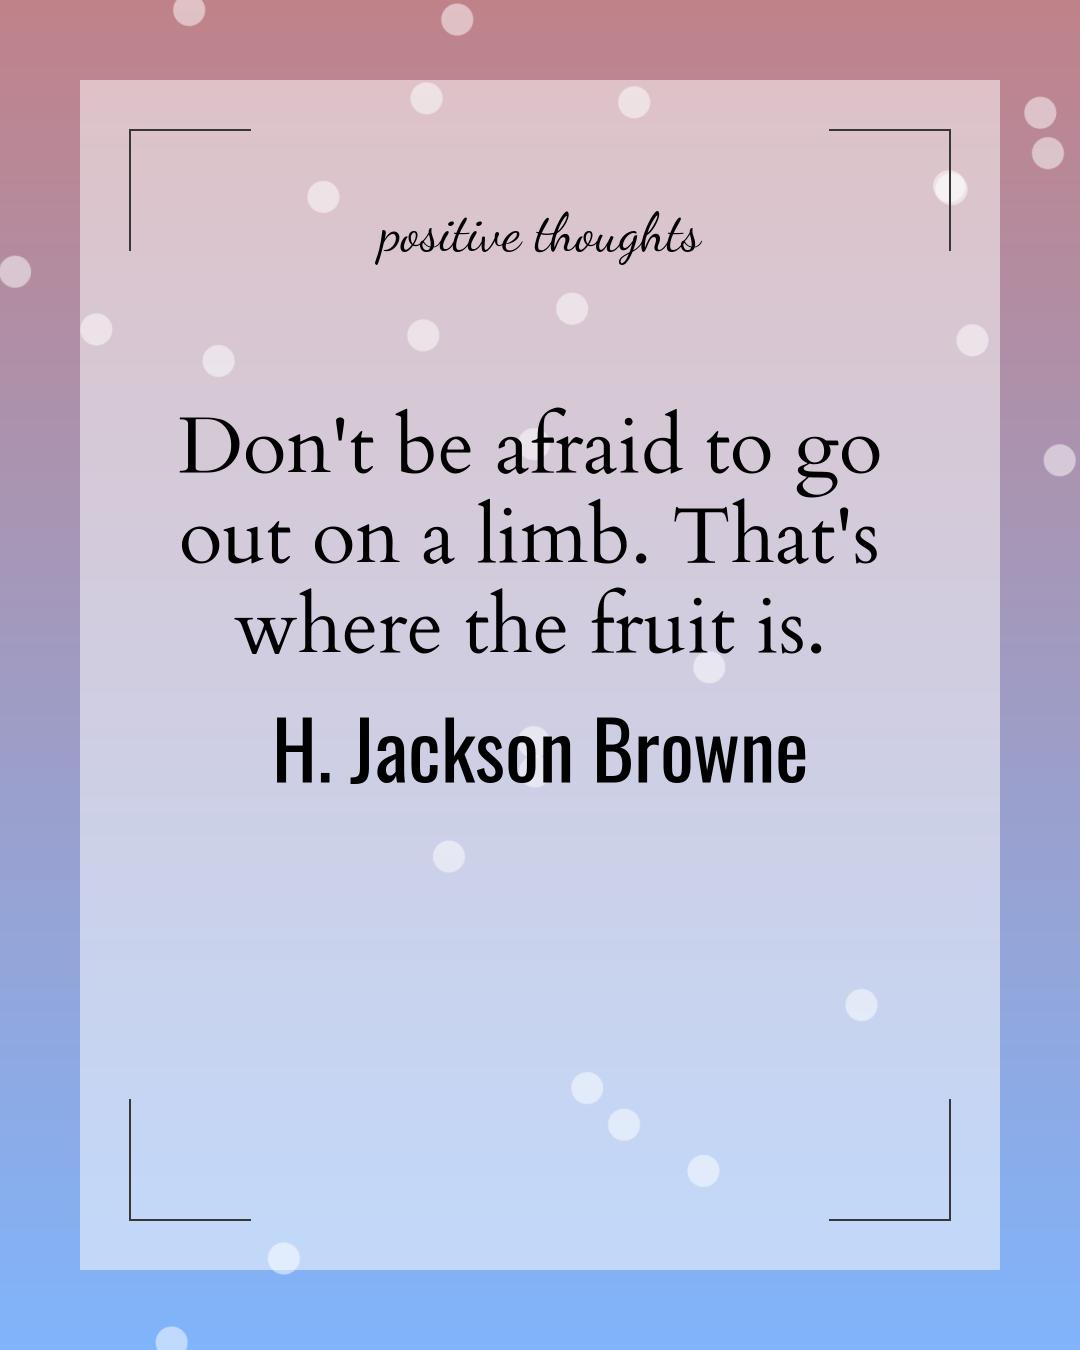 positive thoughts
Don't be afraid to go
out on a limb. That's
where the fruit is.
H. Jackson Browne